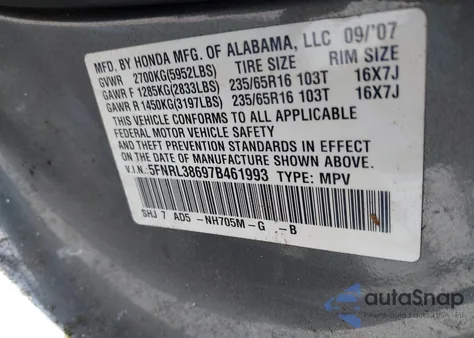 MFD. BY HONDA MFG. OF ALABAMA, LLC 09/'07
GVWR 2700KG(5952LBS) TIRE SIZE RIM SIZE
GAWR F 1285KG(2833LBS) 235/65R16 103T 16X7J
GAWR R 1450KG(3197LBS) 235/65R16 103T 16X7J
THIS VEHICLE CONFORMS TO ALL APPLICABLE
FEDERAL MOTOR VEHICLE SAFETY
AND THEFT PREVENTION STANDARDS IN EFFECT ON
THE DATE OF MANUFACTURE SHOWN ABOVE.
V.I.N: 5FNRL38697B461993 TYPE: MPV
SHJ 7 AD5 -NH705M-G .-B
autoSnap